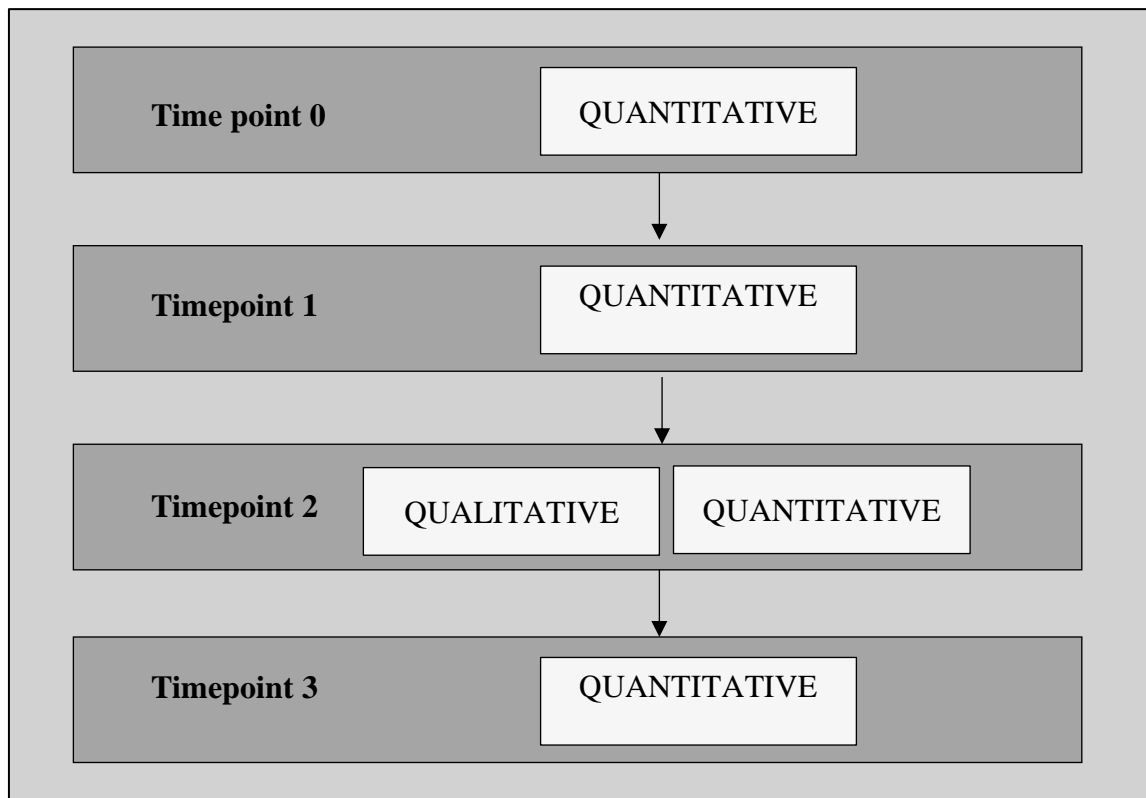 Time point 0
QUANTITATIVE
Timepoint 1
QUANTITATIVE
Timepoint 2
QUALITATIVE
QUANTITATIVE
Timepoint 3
QUANTITATIVE